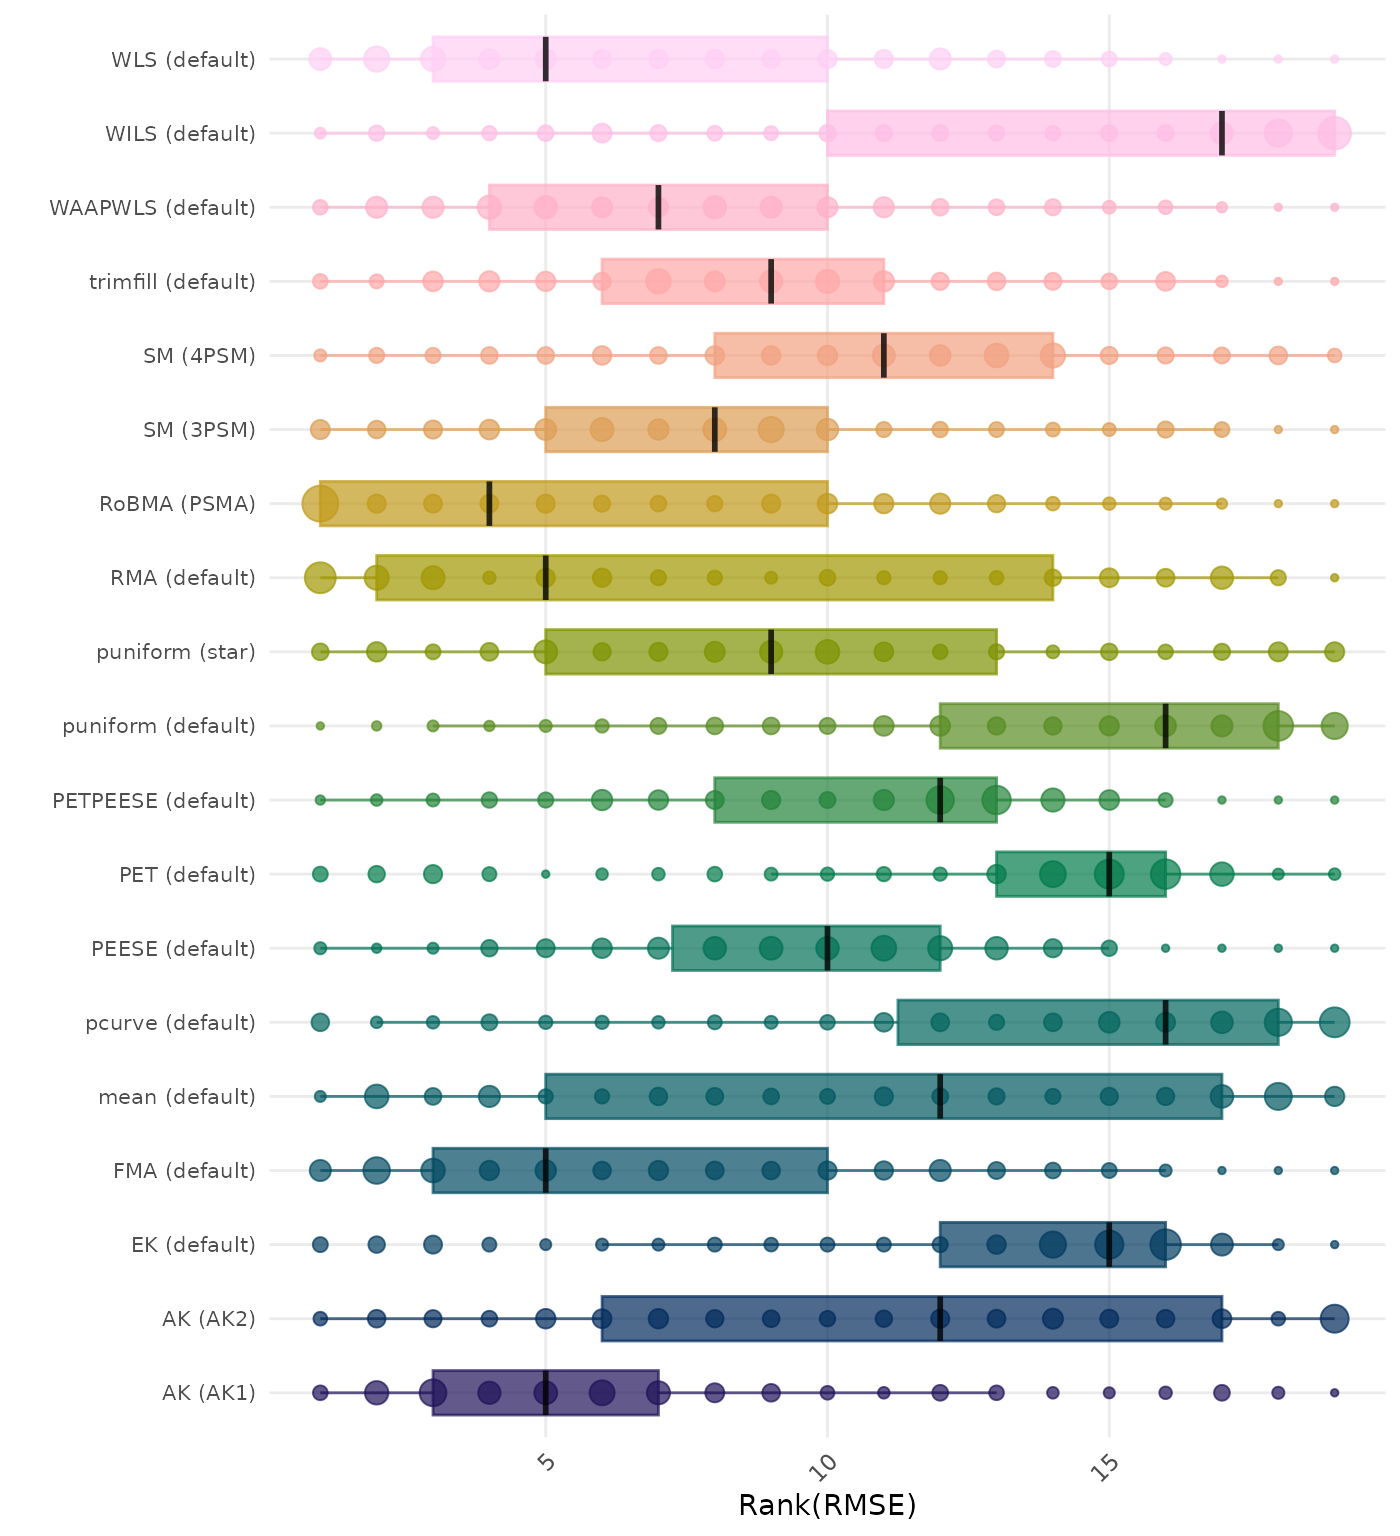 WLS (default)
WILS (default)
WAAPWLS (default)
trimfill (default)
SM (4PSM)
SM (3PSM)
RoBMA (PSMA)
RMA (default)
puniform (star)
puniform (default)
PETPEESE (default)
PET (default)
PEESE (default)
pcurve (default)
mean (default)
FMA (default)
EK (default)
AK (AK2)
AK (AK1)
5 10 15
Rank(RMSE)